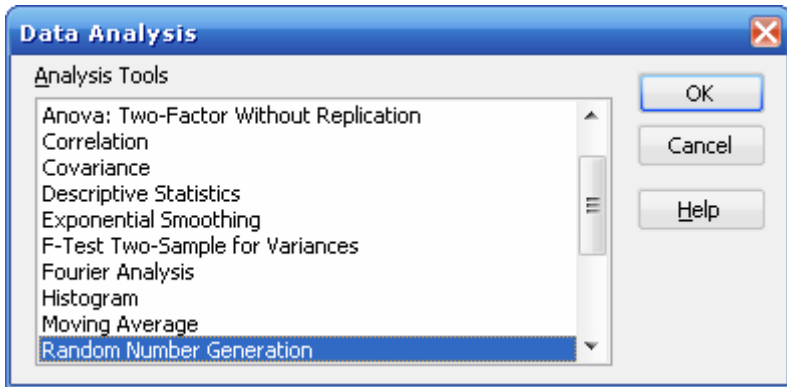 Data Analysis
Analysis Tools
Anova: Two-Factor Without Replication
Correlation
Covariance
Descriptive Statistics
Exponential Smoothing
F-Test Two-Sample for Variances
Fourier Analysis
Histogram
Moving Average
Random Number Generation
OK
Cancel
Help